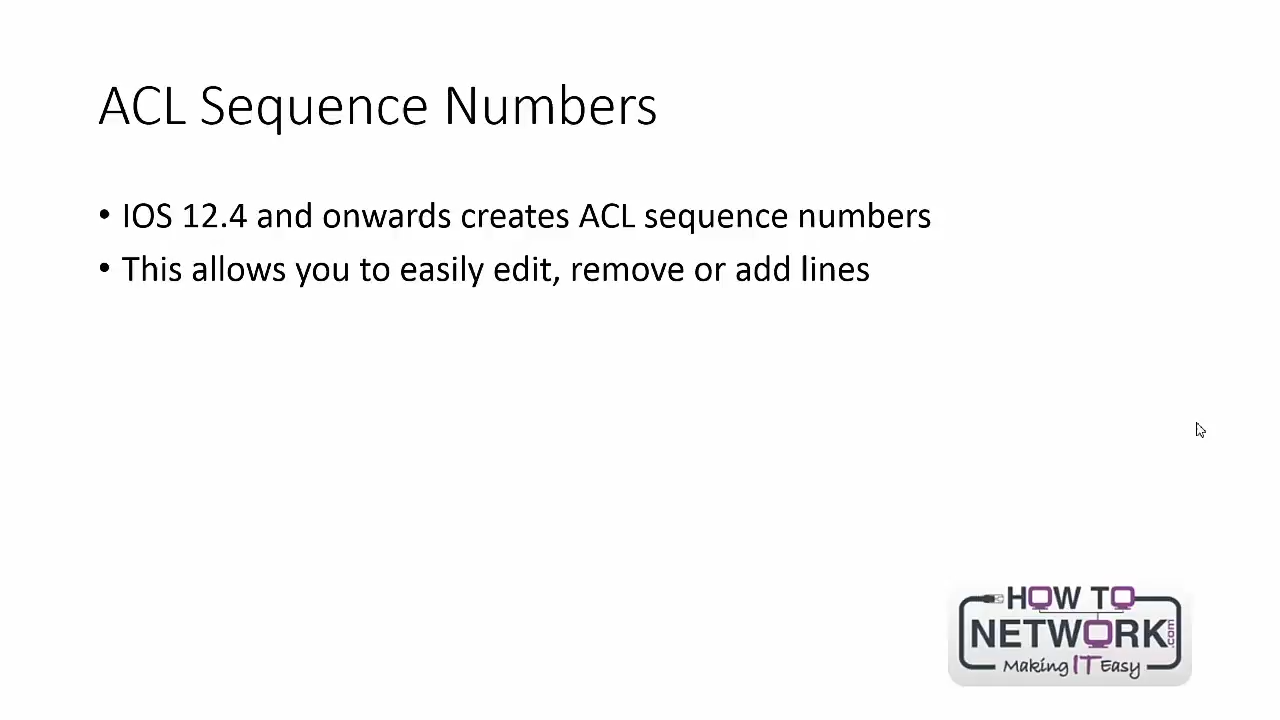 ACL Sequence Numbers
• IOS 12.4 and onwards creates ACL sequence numbers
• This allows you to easily edit, remove or add lines
HOW TO
NETWORK.com
Making IT Easy